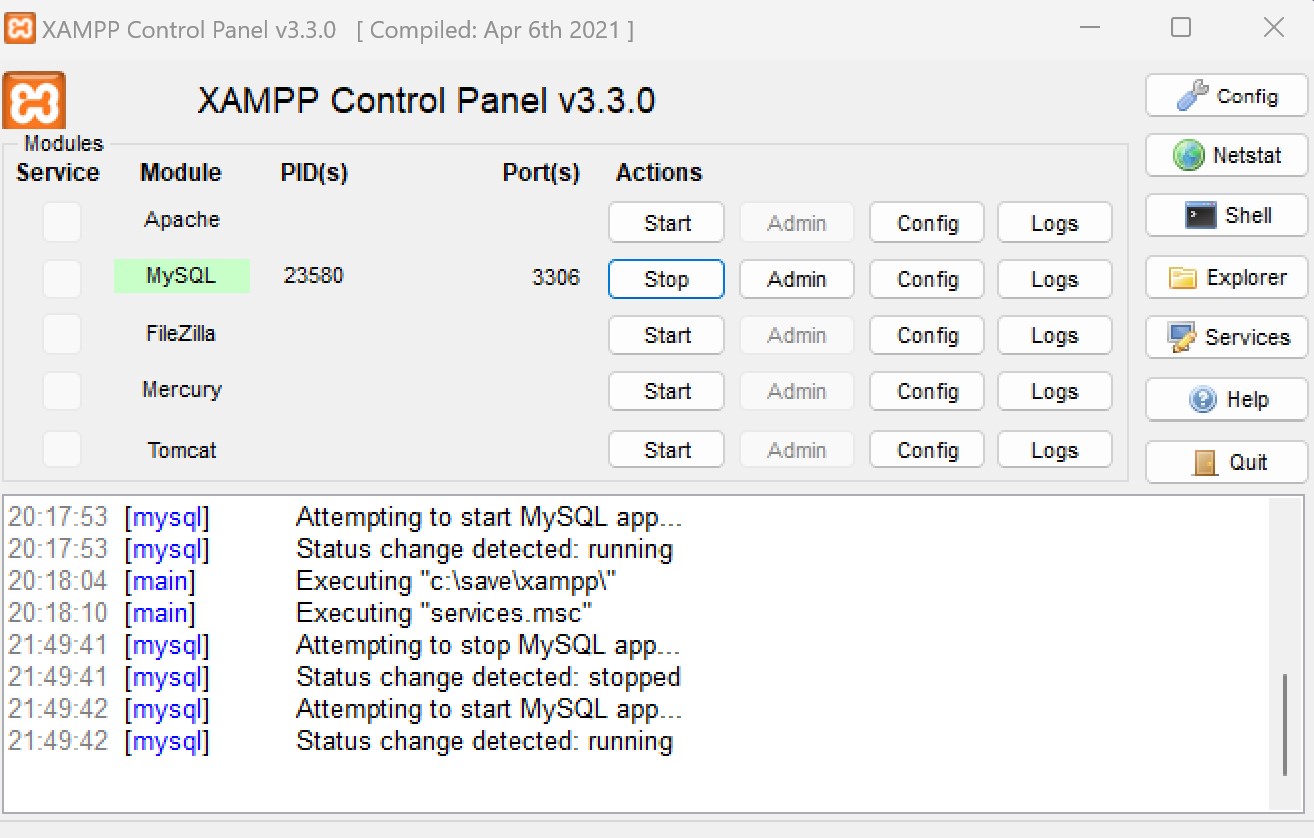 XAMPP Control Panel v3.3.0 [ Compiled: Apr 6th 2021 ]
XAMPP Control Panel v3.3.0
Config
Modules
Service Module PID(s) Port(s) Actions
Netstat
Apache Start Admin Config Logs
Shell
MySQL 23580 3306 Stop Admin Config Logs
Explorer
FileZilla Start Admin Config Logs
Services
Mercury Start Admin Config Logs
Help
Tomcat Start Admin Config Logs
Quit
20:17:53 [mysql] Attempting to start MySQL app...
20:17:53 [mysql] Status change detected: running
20:18:04 [main] Executing "c:\save\xampp\"
20:18:10 [main] Executing "services.msc"
21:49:41 [mysql] Attempting to stop MySQL app...
21:49:41 [mysql] Status change detected: stopped
21:49:42 [mysql] Attempting to start MySQL app...
21:49:42 [mysql] Status change detected: running